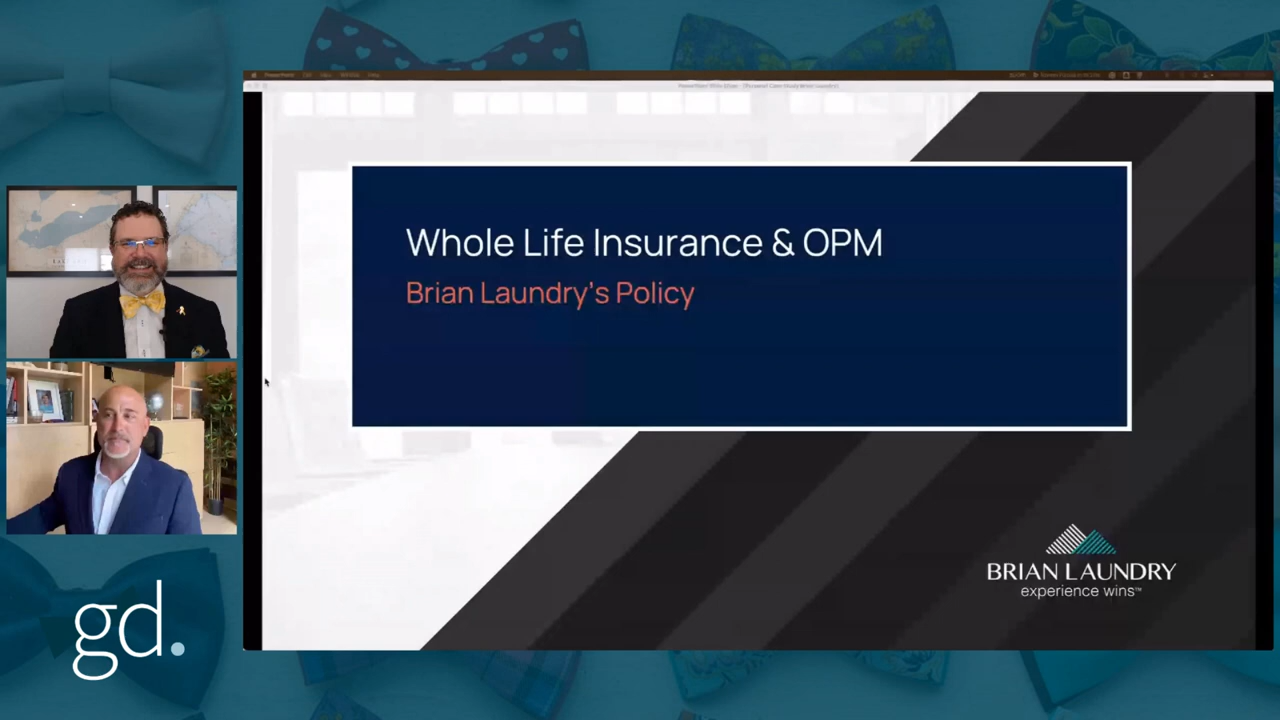 Whole Life Insurance & OPM
Brian Laundry's Policy
BRIAN LAUNDRY
experience wins™
gd.